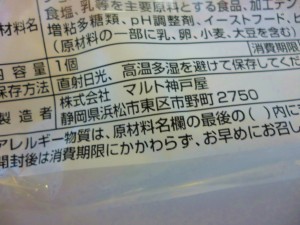 食塩、乳等を主要原料とする食品、加工デン
材料名
増粘多糖類、pH調整剤、イーストフード、
(原材料の一部に乳、卵、小麦、大豆を含む)
消費期限
内容量 1個
保存方法 直射日光、高温多湿を避けて保存してくだ
製造者 株式会社 マルト神戸屋
静岡県浜松市東区市野町2750
アレルギー物質は、原材料名欄の最後の( )内に
開封後は消費期限にかかわらず、お早めにお召